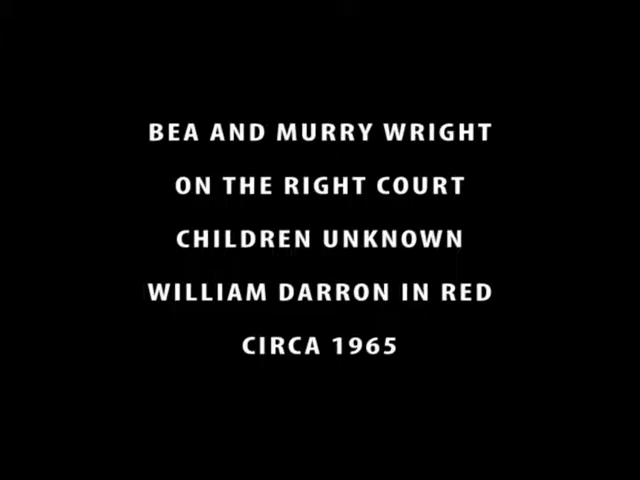 BEA AND MURRY WRIGHT
ON THE RIGHT COURT
CHILDREN UNKNOWN
WILLIAM DARRON IN RED
CIRCA 1965